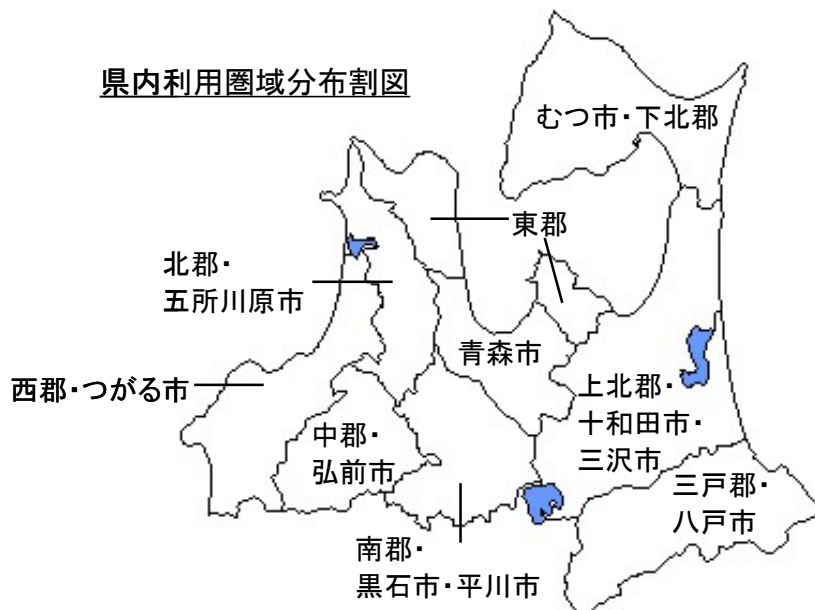 県内利用圏域分布割図
むつ市・下北郡
東郡
北郡・
五所川原市
青森市
西郡・つがる市
上北郡・
十和田市・
三沢市
中郡・
弘前市
三戸郡・
八戸市
南郡・
黒石市・平川市